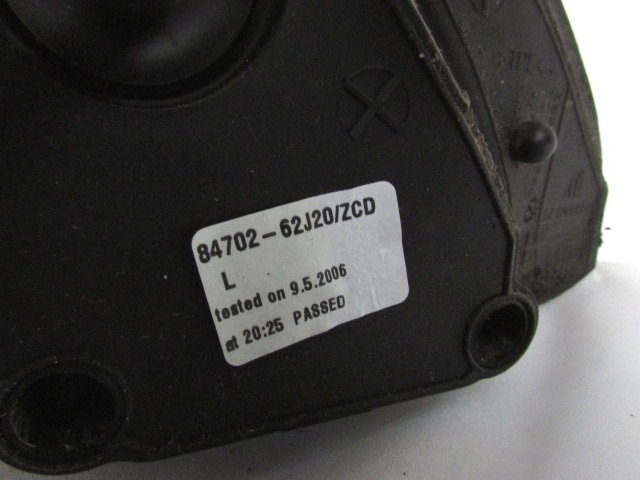 84702-62J20/ZCD
L
tested on 9.5.2006
at 20:25 PASSED